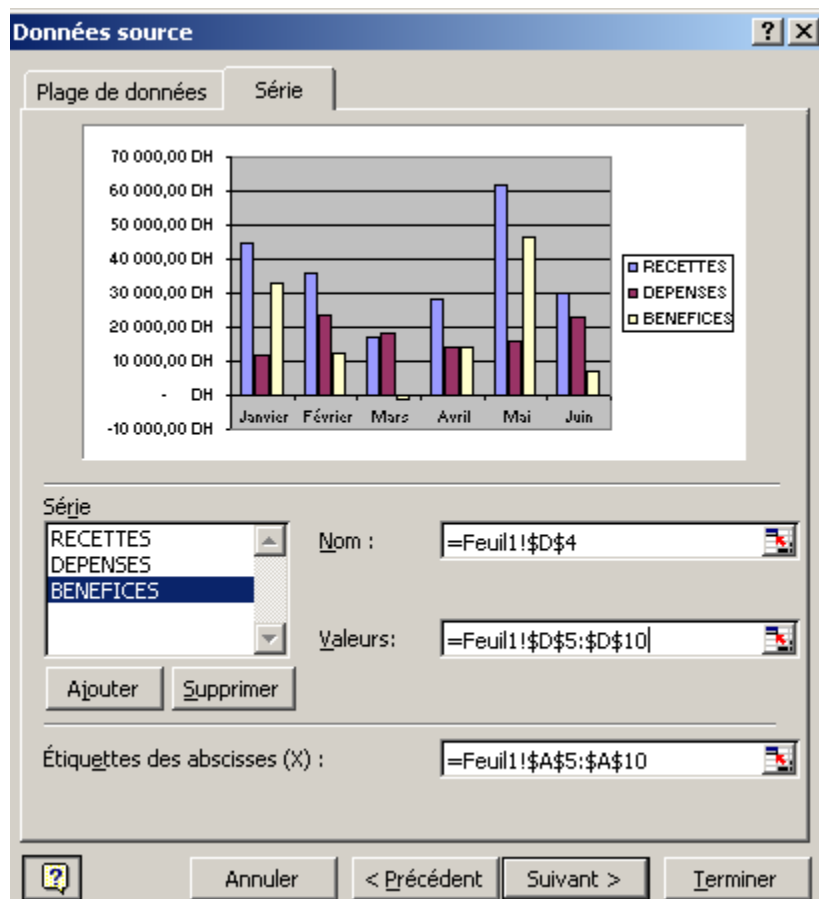 Données source
Plage de données Série
70 000,00 DH
60 000,00 DH
50 000,00 DH
40 000,00 DH
30 000,00 DH
20 000,00 DH
10 000,00 DH
- DH
-10 000,00 DH
Janvier Février Mars Avril Mai Juin
RECETTES
DEPENSES
BENEFICES
Série
RECETTES
DEPENSES
BENEFICES
Nom : =Feuil1!$D$4
Valeurs: =Feuil1!$D$5:$D$10
Ajouter Supprimer
Étiquettes des abscisses (X) : =Feuil1!$A$5:$A$10
Annuler < Précédent Suivant > Terminer